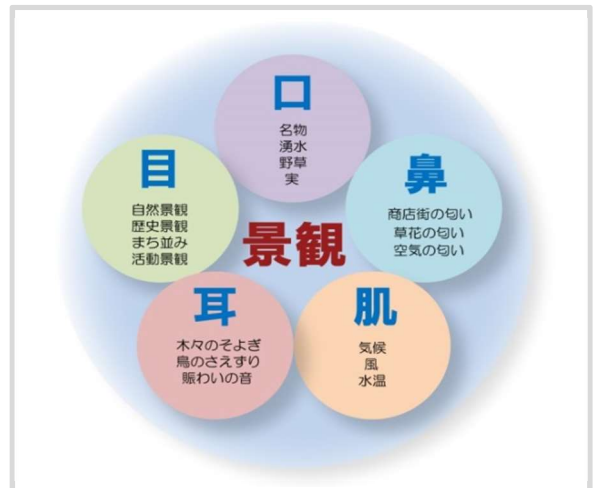 口
名物
湧水
野草
実
目
自然景観
歴史景観
まち並み
活動景観
鼻
商店街の匂い
草花の匂い
空気の匂い
景観
耳
木々のそよぎ
鳥のさえずり
賑わいの音
肌
気候
風
水温